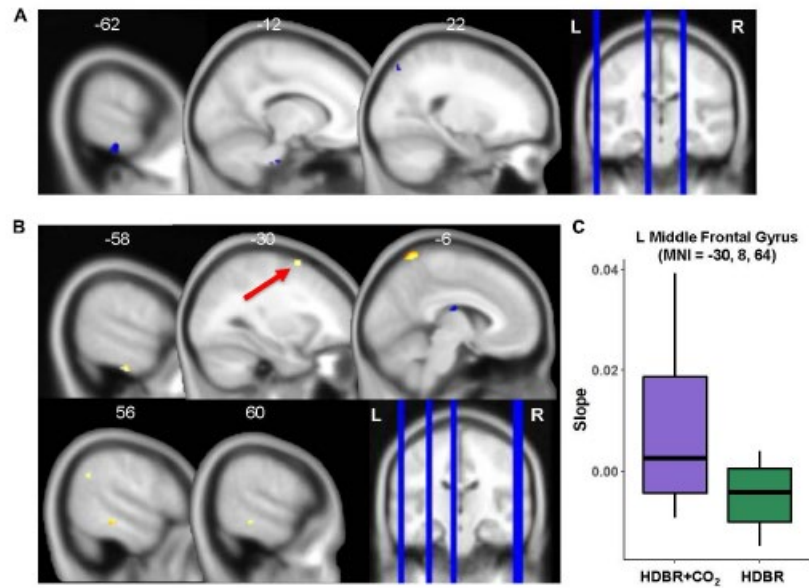 A
-62
-12
22
L
R
B
-58
-30
-6
56
60
L
R
C
L Middle Frontal Gyrus
(MNI = -30, 8, 64)
0.04
0.02
0.00
Slope
HDBR+CO₂
HDBR